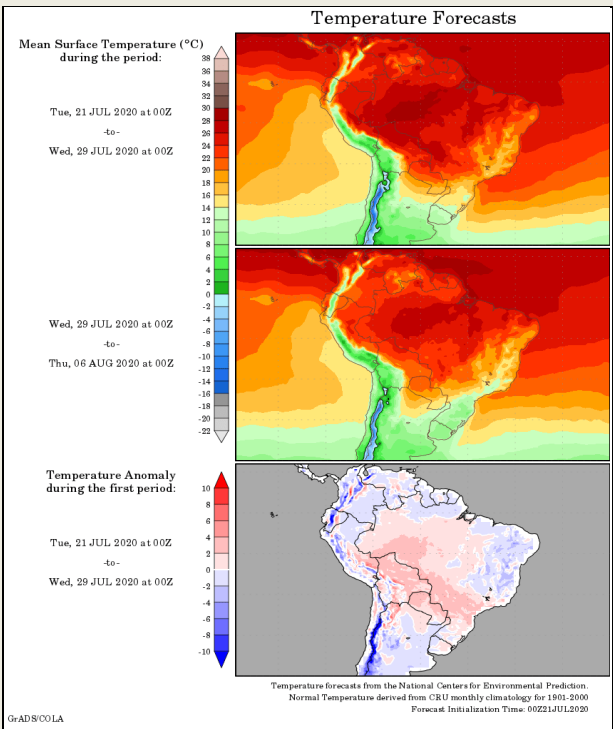 Temperature Forecasts
Mean Surface Temperature (°C)
during the period:
Tue, 21 JUL 2020 at 00Z
-to-
Wed, 29 JUL 2020 at 00Z
38
36
34
32
30
28
26
24
22
20
18
16
14
12
10
8
6
4
2
0
-2
-4
-6
-8
-10
-12
-14
-16
-18
-20
-22
Wed, 29 JUL 2020 at 00Z
-to-
Thu, 06 AUG 2020 at 00Z
Temperature Anomaly
during the first period:
Tue, 21 JUL 2020 at 00Z
-to-
Wed, 29 JUL 2020 at 00Z
10
8
6
4
2
0
-2
-4
-6
-8
-10
Temperature forecasts from the National Centers for Environmental Prediction.
Normal Temperature derived from CRU monthly climatology for 1901-2000
Forecast Initialization Time: 00Z21JUL2020
GrADS/COLA